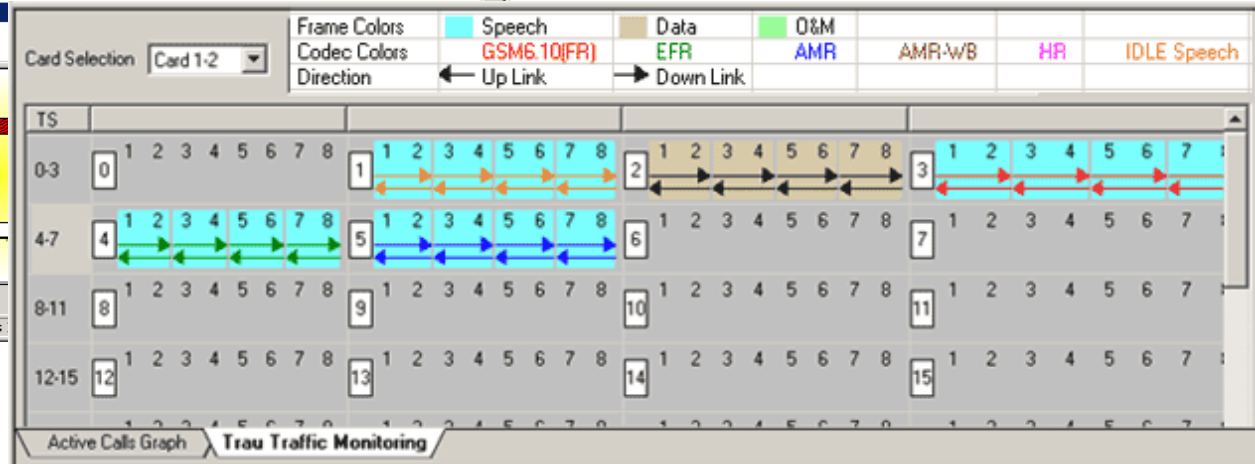 Frame Colors Speech Data O&M
Card Selection Card 1-2 Codec Colors GSM6.10(FR) EFR AMR AMR-WB HR IDLE Speech
Direction Up Link Down Link
TS
0-3 0 1 2 3 4 5 6 7 8 1 1 2 3 4 5 6 7 8 2 1 2 3 4 5 6 7 8 3 1 2 3 4 5 6 7
4-7 4 1 2 3 4 5 6 7 8 5 1 2 3 4 5 6 7 8 6 1 2 3 4 5 6 7 8 7 1 2 3 4 5 6 7
8-11 8 1 2 3 4 5 6 7 8 9 1 2 3 4 5 6 7 8 10 1 2 3 4 5 6 7 8 11 1 2 3 4 5 6 7
12-15 12 1 2 3 4 5 6 7 8 13 1 2 3 4 5 6 7 8 14 1 2 3 4 5 6 7 8 15 1 2 3 4 5 6 7
Active Calls Graph Trau Traffic Monitoring